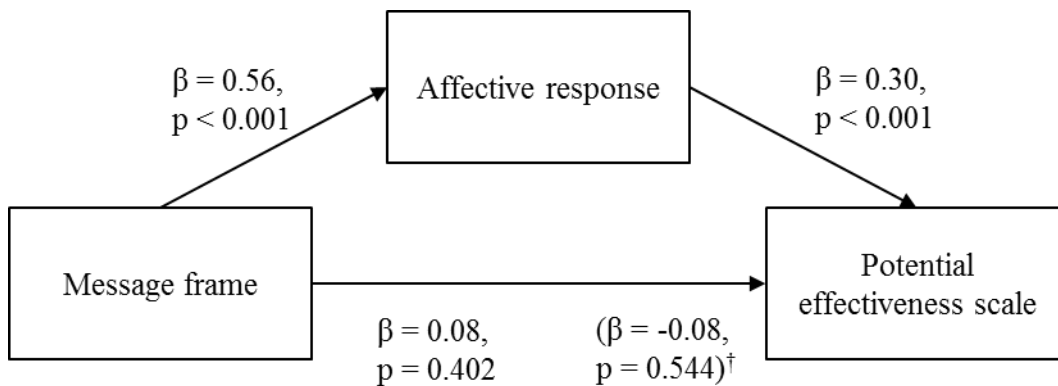 β = 0.56,
p < 0.001
Affective response
β = 0.30,
p < 0.001
Message frame
β = 0.08,
p = 0.402
(β = -0.08,
p = 0.544)†
Potential
effectiveness scale